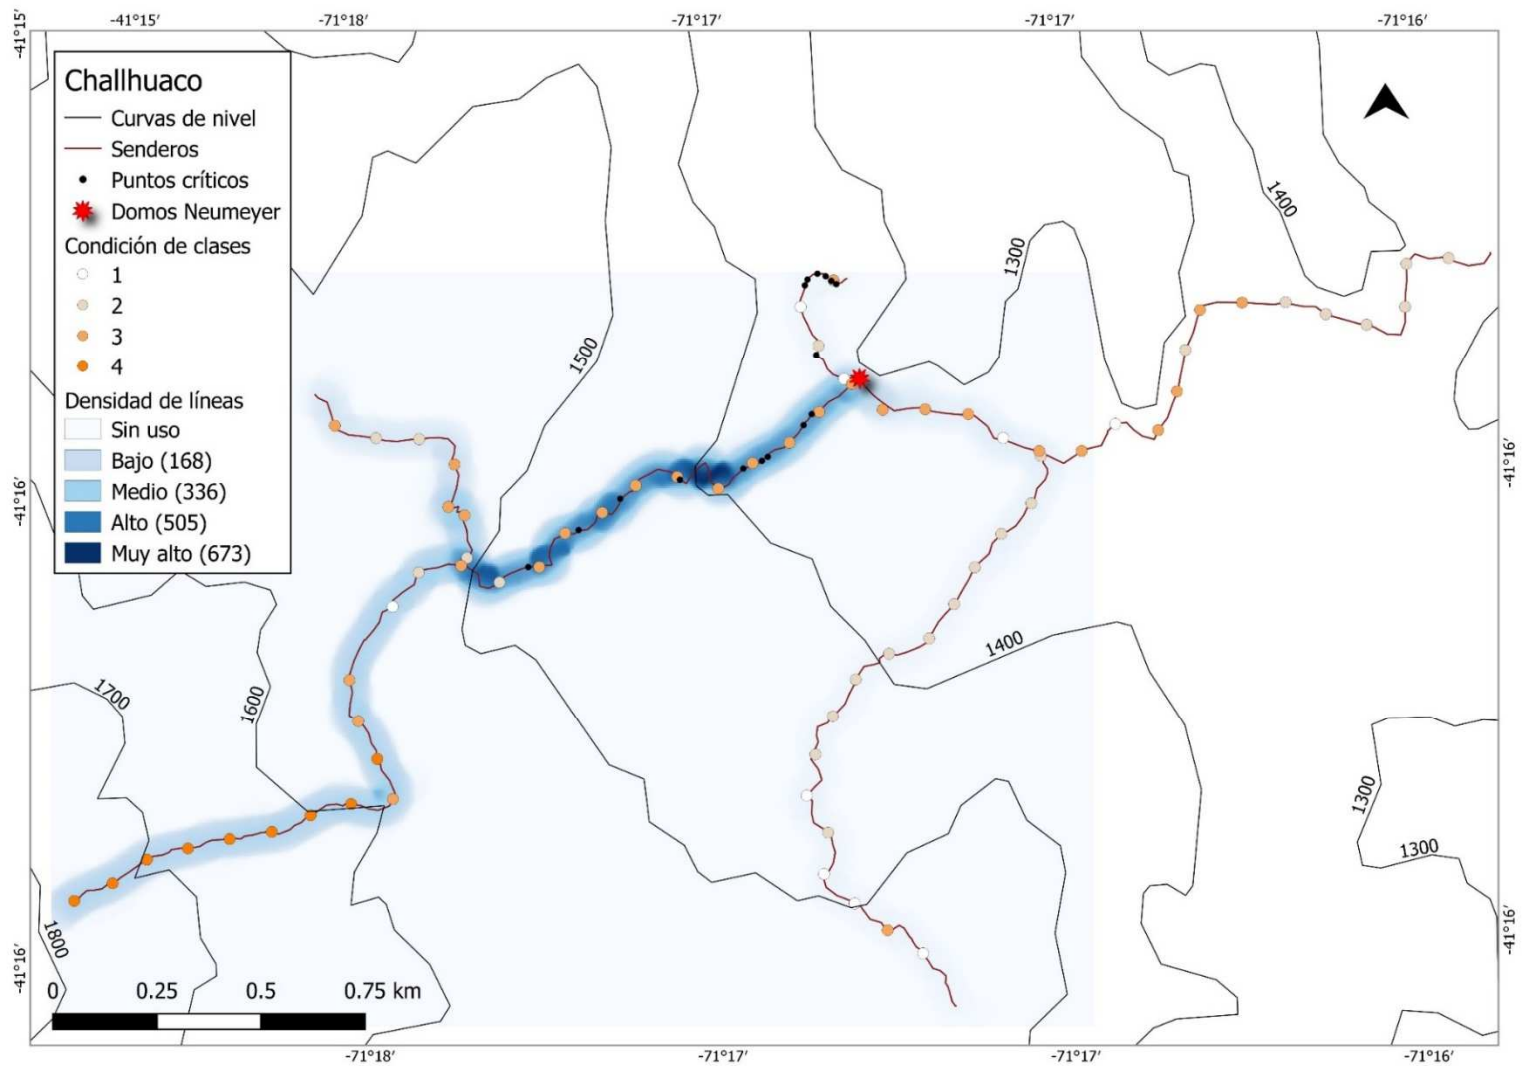 -41°15′ -71°18′ -71°17′ -71°17′ -71°16′
-41°15′
Challhuaco
Curvas de nivel
Senderos
Puntos críticos
Domos Neumeyer
Condición de clases
1
2
3
4
Densidad de líneas
Sin uso
Bajo (168)
Medio (336)
Alto (505)
Muy alto (673)
1400
1300
1500
-41°16′
-41°16′
1400
1700
1600
1300
1300
1800
-41°16′
-41°16′
0 0.25 0.5 0.75 km
-71°18′ -71°17′ -71°17′ -71°16′